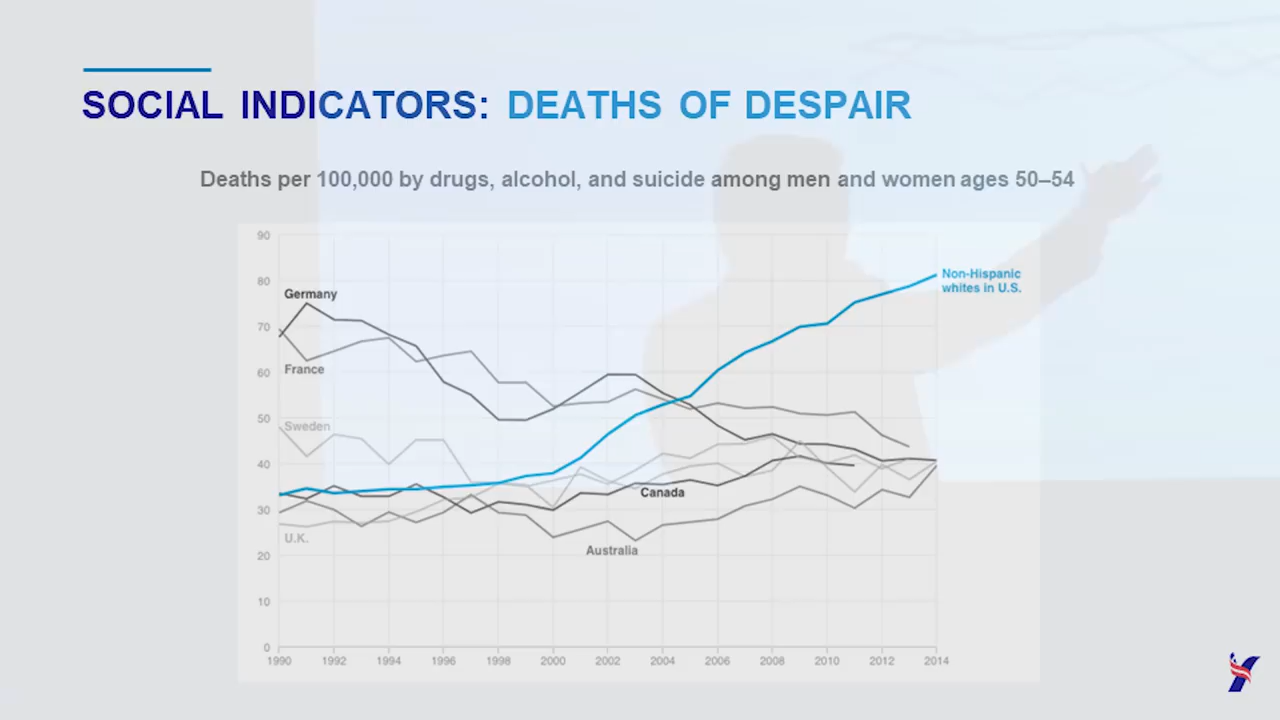 SOCIAL INDICATORS: DEATHS OF DESPAIR
Deaths per 100,000 by drugs, alcohol, and suicide among men and women ages 50–54
90
80
70
60
50
40
30
20
10
0
Germany
France
Sweden
U.K.
Canada
Australia
Non-Hispanic
whites in U.S.
1990 1992 1994 1996 1998 2000 2002 2004 2006 2008 2010 2012 2014